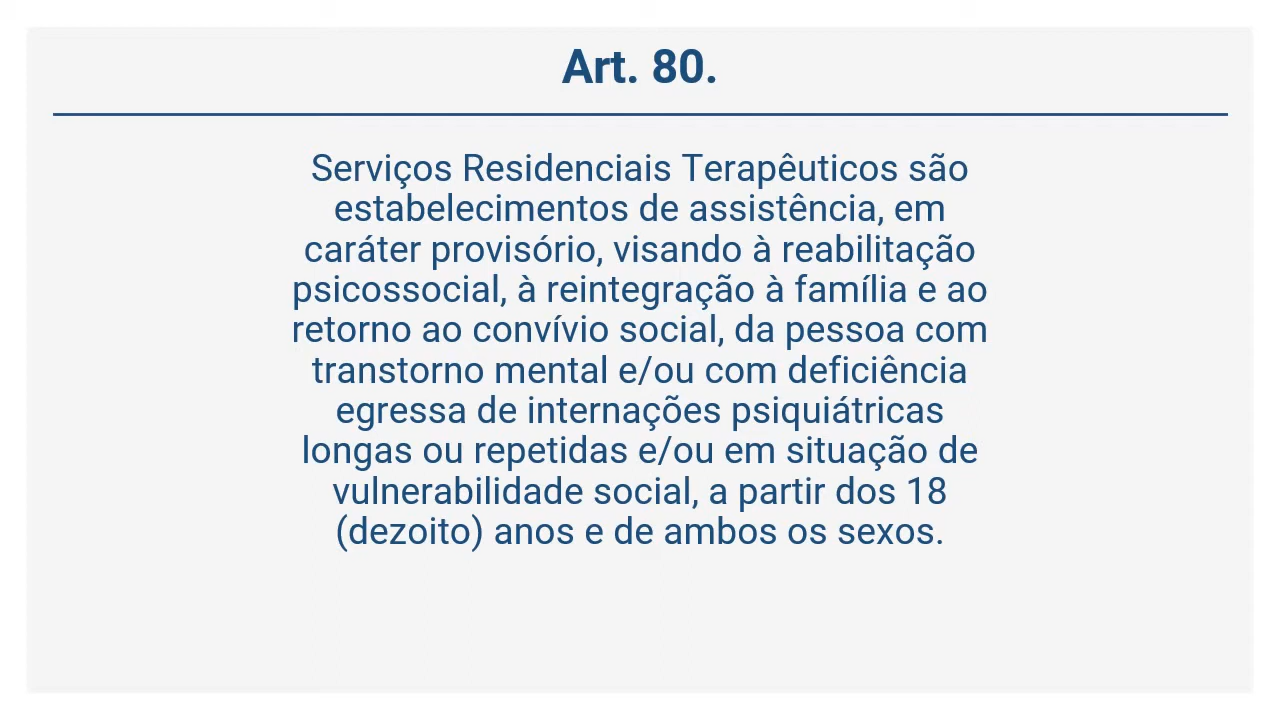 Art. 80.
Serviços Residenciais Terapêuticos são
estabelecimentos de assistência, em
caráter provisório, visando à reabilitação
psicossocial, à reintegração à família e ao
retorno ao convívio social, da pessoa com
transtorno mental e/ou com deficiência
egressa de internações psiquiátricas
longas ou repetidas e/ou em situação de
vulnerabilidade social, a partir dos 18
(dezoito) anos e de ambos os sexos.